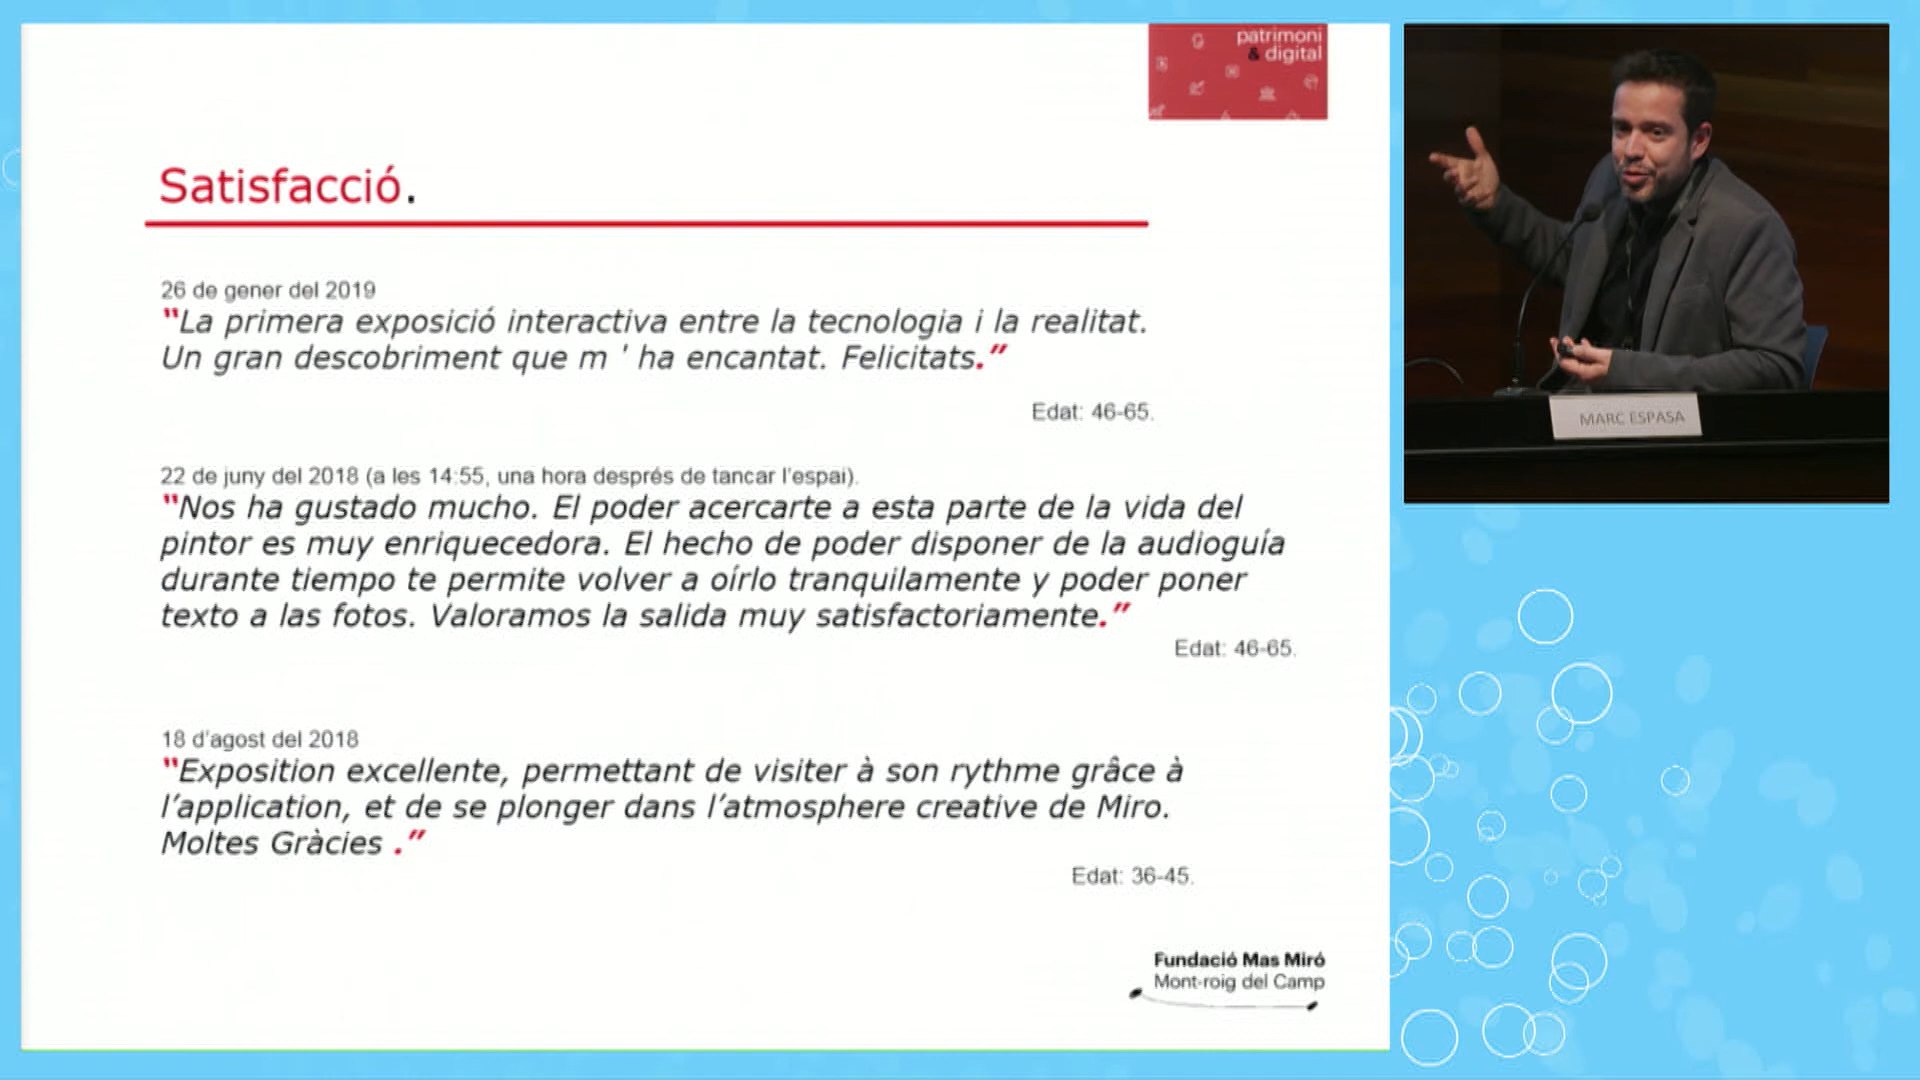 patrimoni
& digital
Satisfacció.
26 de gener del 2019
"La primera exposició interactiva entre la tecnologia i la realitat.
Un gran descobriment que m ' ha encantat. Felicitats."
Edat: 46-65.
22 de juny del 2018 (a les 14:55, una hora després de tancar l'espai).
"Nos ha gustado mucho. El poder acercarte a esta parte de la vida del
pintor es muy enriquecedora. El hecho de poder disponer de la audioguía
durante tiempo te permite volver a oírlo tranquilamente y poder poner
texto a las fotos. Valoramos la salida muy satisfactoriamente."
Edat: 46-65.
18 d'agost del 2018
"Exposition excellente, permettant de visiter à son rythme grâce à
l'application, et de se plonger dans l'atmosphere creative de Miro.
Moltes Gràcies ."
Edat: 36-45.
Fundació Mas Miró
Mont-roig del Camp
MARC ESPASA